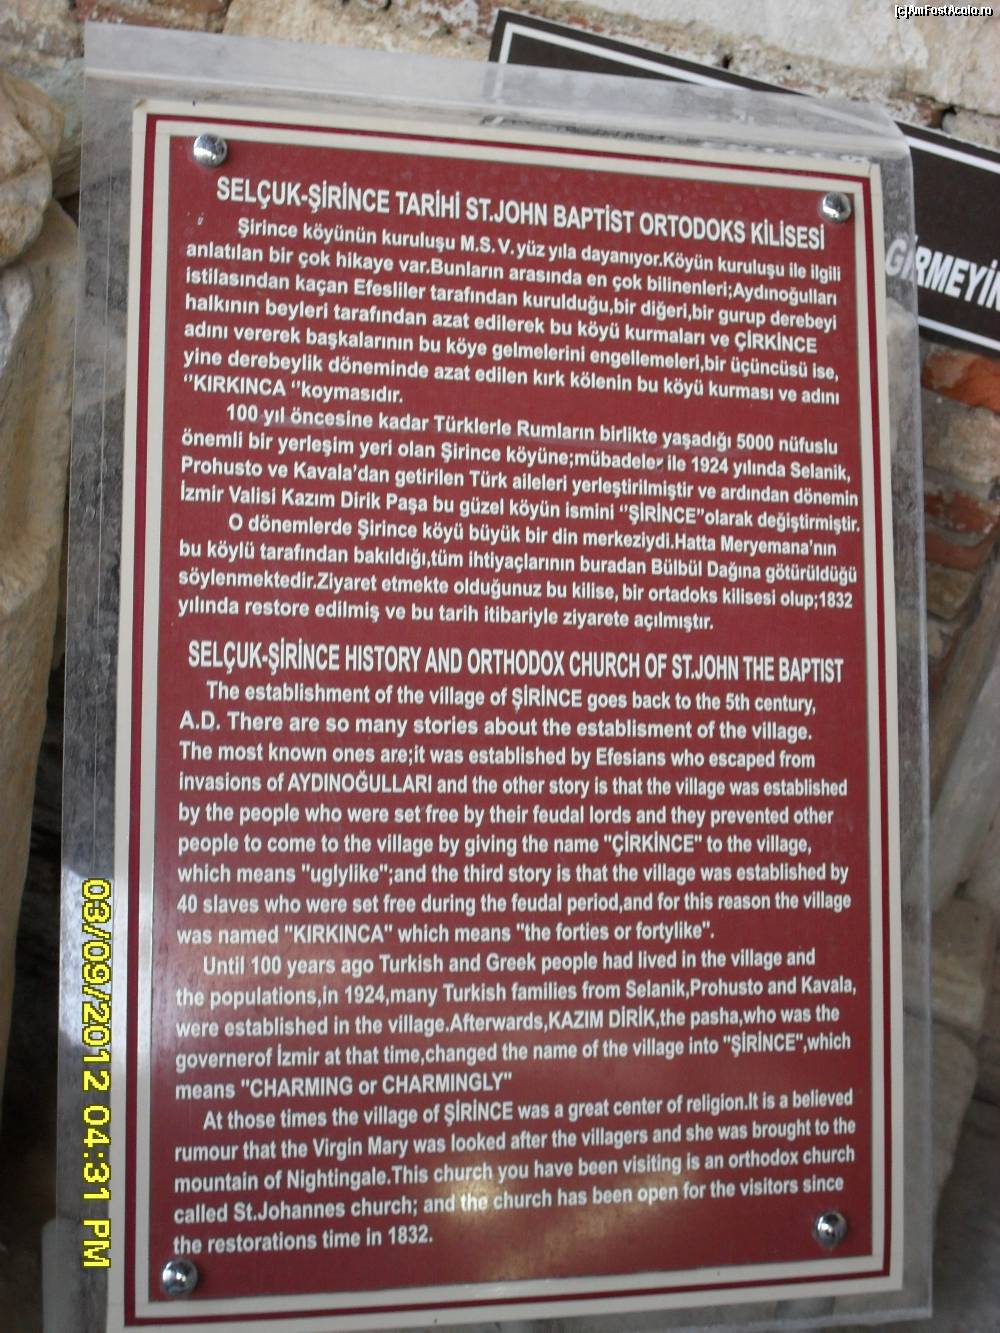 (c)AmFostAcolo.ro
GİRMEYİN
SELÇUK-ŞİRİNCE TARİHİ ST.JOHN BAPTİST ORTODOKS KİLİSESİ
Şirince köyünün kuruluşu M.S.V.yüz yıla dayanıyor.Köyün kuruluşu ile ilgili
anlatılan bir çok hikaye var.Bunların arasında en çok bilinenleri;Aydınoğulları
istilasından kaçan Efesliler tarafından kurulduğu,bir diğeri,bir gurup derebeyi
halkının beyleri tarafından azat edilerek bu köyü kurmaları ve ÇİRKİNCE
adını vererek başkalarının bu köye gelmelerini engellemeleri,bir üçüncüsü ise,
yine derebeylik döneminde azat edilen kırk kölenin bu köyü kurması ve adını
"KIRKINCA "koymasıdır.
100 yıl öncesine kadar Türklerle Rumların birlikte yaşadığı 5000 nüfuslu
önemli bir yerleşim yeri olan Şirince köyüne;mübadeler ile 1924 yılında Selanik,
Prohusto ve Kavala'dan getirilen Türk aileleri yerleştirilmiştir ve ardından dönemin
İzmir Valisi Kazım Dirik Paşa bu güzel köyün ismini "ŞİRİNCE"olarak değiştirmiştir.
O dönemlerde Şirince köyü büyük bir din merkeziydi.Hatta Meryemana'nın
bu köylü tarafından bakıldığı,tüm ihtiyaçlarının buradan Bülbül Dağına götürüldüğü
söylenmektedir.Ziyaret etmekte olduğunuz bu kilise, bir ortadoks kilisesi olup;1832
yılında restore edilmiş ve bu tarih itibariyle ziyarete açılmıştır.
SELÇUK-ŞİRİNCE HISTORY AND ORTHODOX CHURCH OF ST.JOHN THE BAPTIST
The establishment of the village of ŞİRİNCE goes back to the 5th century,
A.D. There are so many stories about the establisment of the village.
The most known ones are;it was established by Efesians who escaped from
invasions of AYDINOĞULLARI and the other story is that the village was established
by the people who were set free by their feudal lords and they prevented other
people to come to the village by giving the name "ÇİRKİNCE" to the village,
which means "uglylike";and the third story is that the village was established by
40 slaves who were set free during the feudal period,and for this reason the village
was named "KIRKINCA" which means "the forties or fortylike".
Until 100 years ago Turkish and Greek people had lived in the village and
the populations,in 1924,many Turkish families from Selanik,Prohusto and Kavala,
were established in the village.Afterwards,KAZIM DİRİK,the pasha,who was the
governerof İzmir at that time,changed the name of the village into "ŞİRİNCE",which
means "CHARMING or CHARMINGLY"
At those times the village of ŞİRİNCE was a great center of religion.It is a believed
rumour that the Virgin Mary was looked after the villagers and she was brought to the
mountain of Nightingale.This church you have been visiting is an orthodox church
called St.Johannes church; and the church has been open for the visitors since
the restorations time in 1832.
03/09/2012 04:31 PM